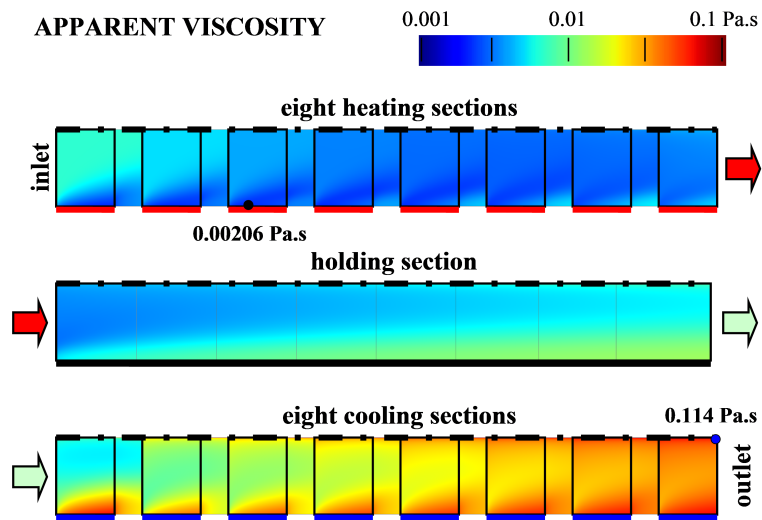 APPARENT VISCOSITY
0.001 0.01 0.1 Pa.s
eight heating sections
inlet
0.00206 Pa.s
holding section
eight cooling sections
0.114 Pa.s
outlet